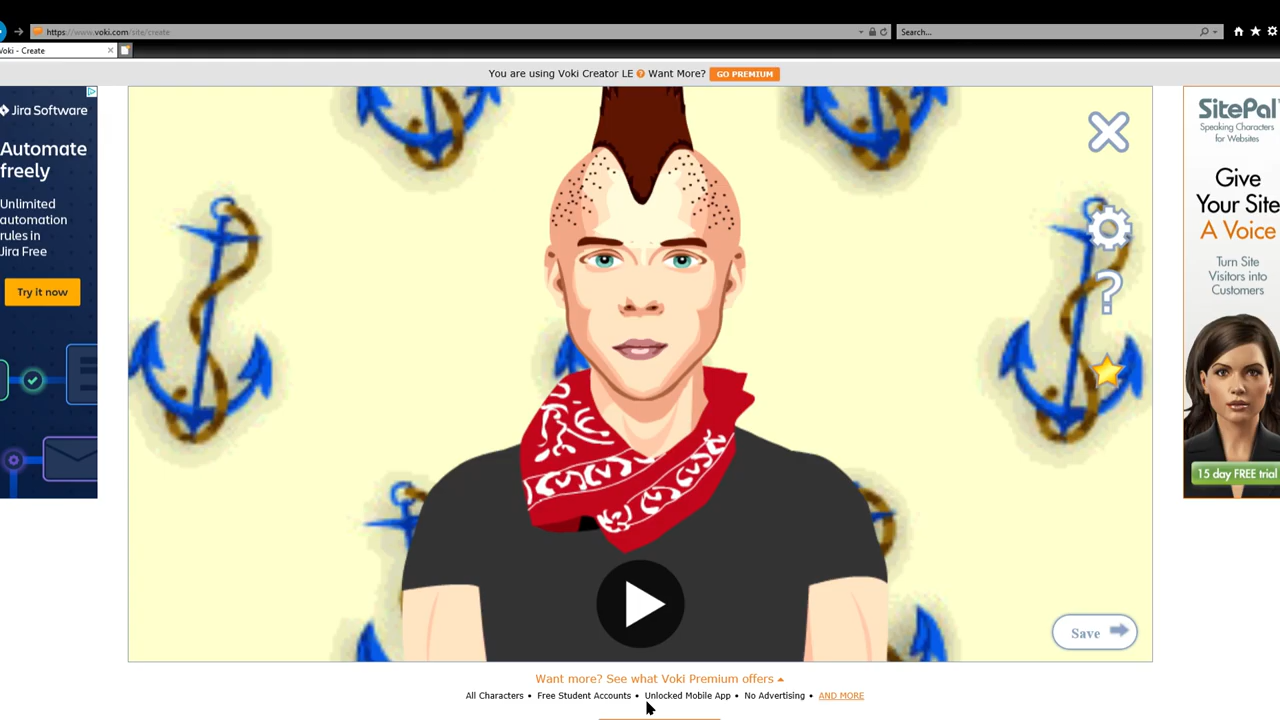 https://www.voki.com/site/create
Search...
Voki - Create
You are using Voki Creator LE ? Want More? GO PREMIUM
Jira Software
Automate
freely
Unlimited
automation
rules in
Jira Free
Try it now
SitePal
Speaking Characters
for Websites
Give
Your Site
A Voice
Turn Site
Visitors into
Customers
15 day FREE trial
?
Save
Want more? See what Voki Premium offers
All Characters • Free Student Accounts • Unlocked Mobile App • No Advertising • AND MORE